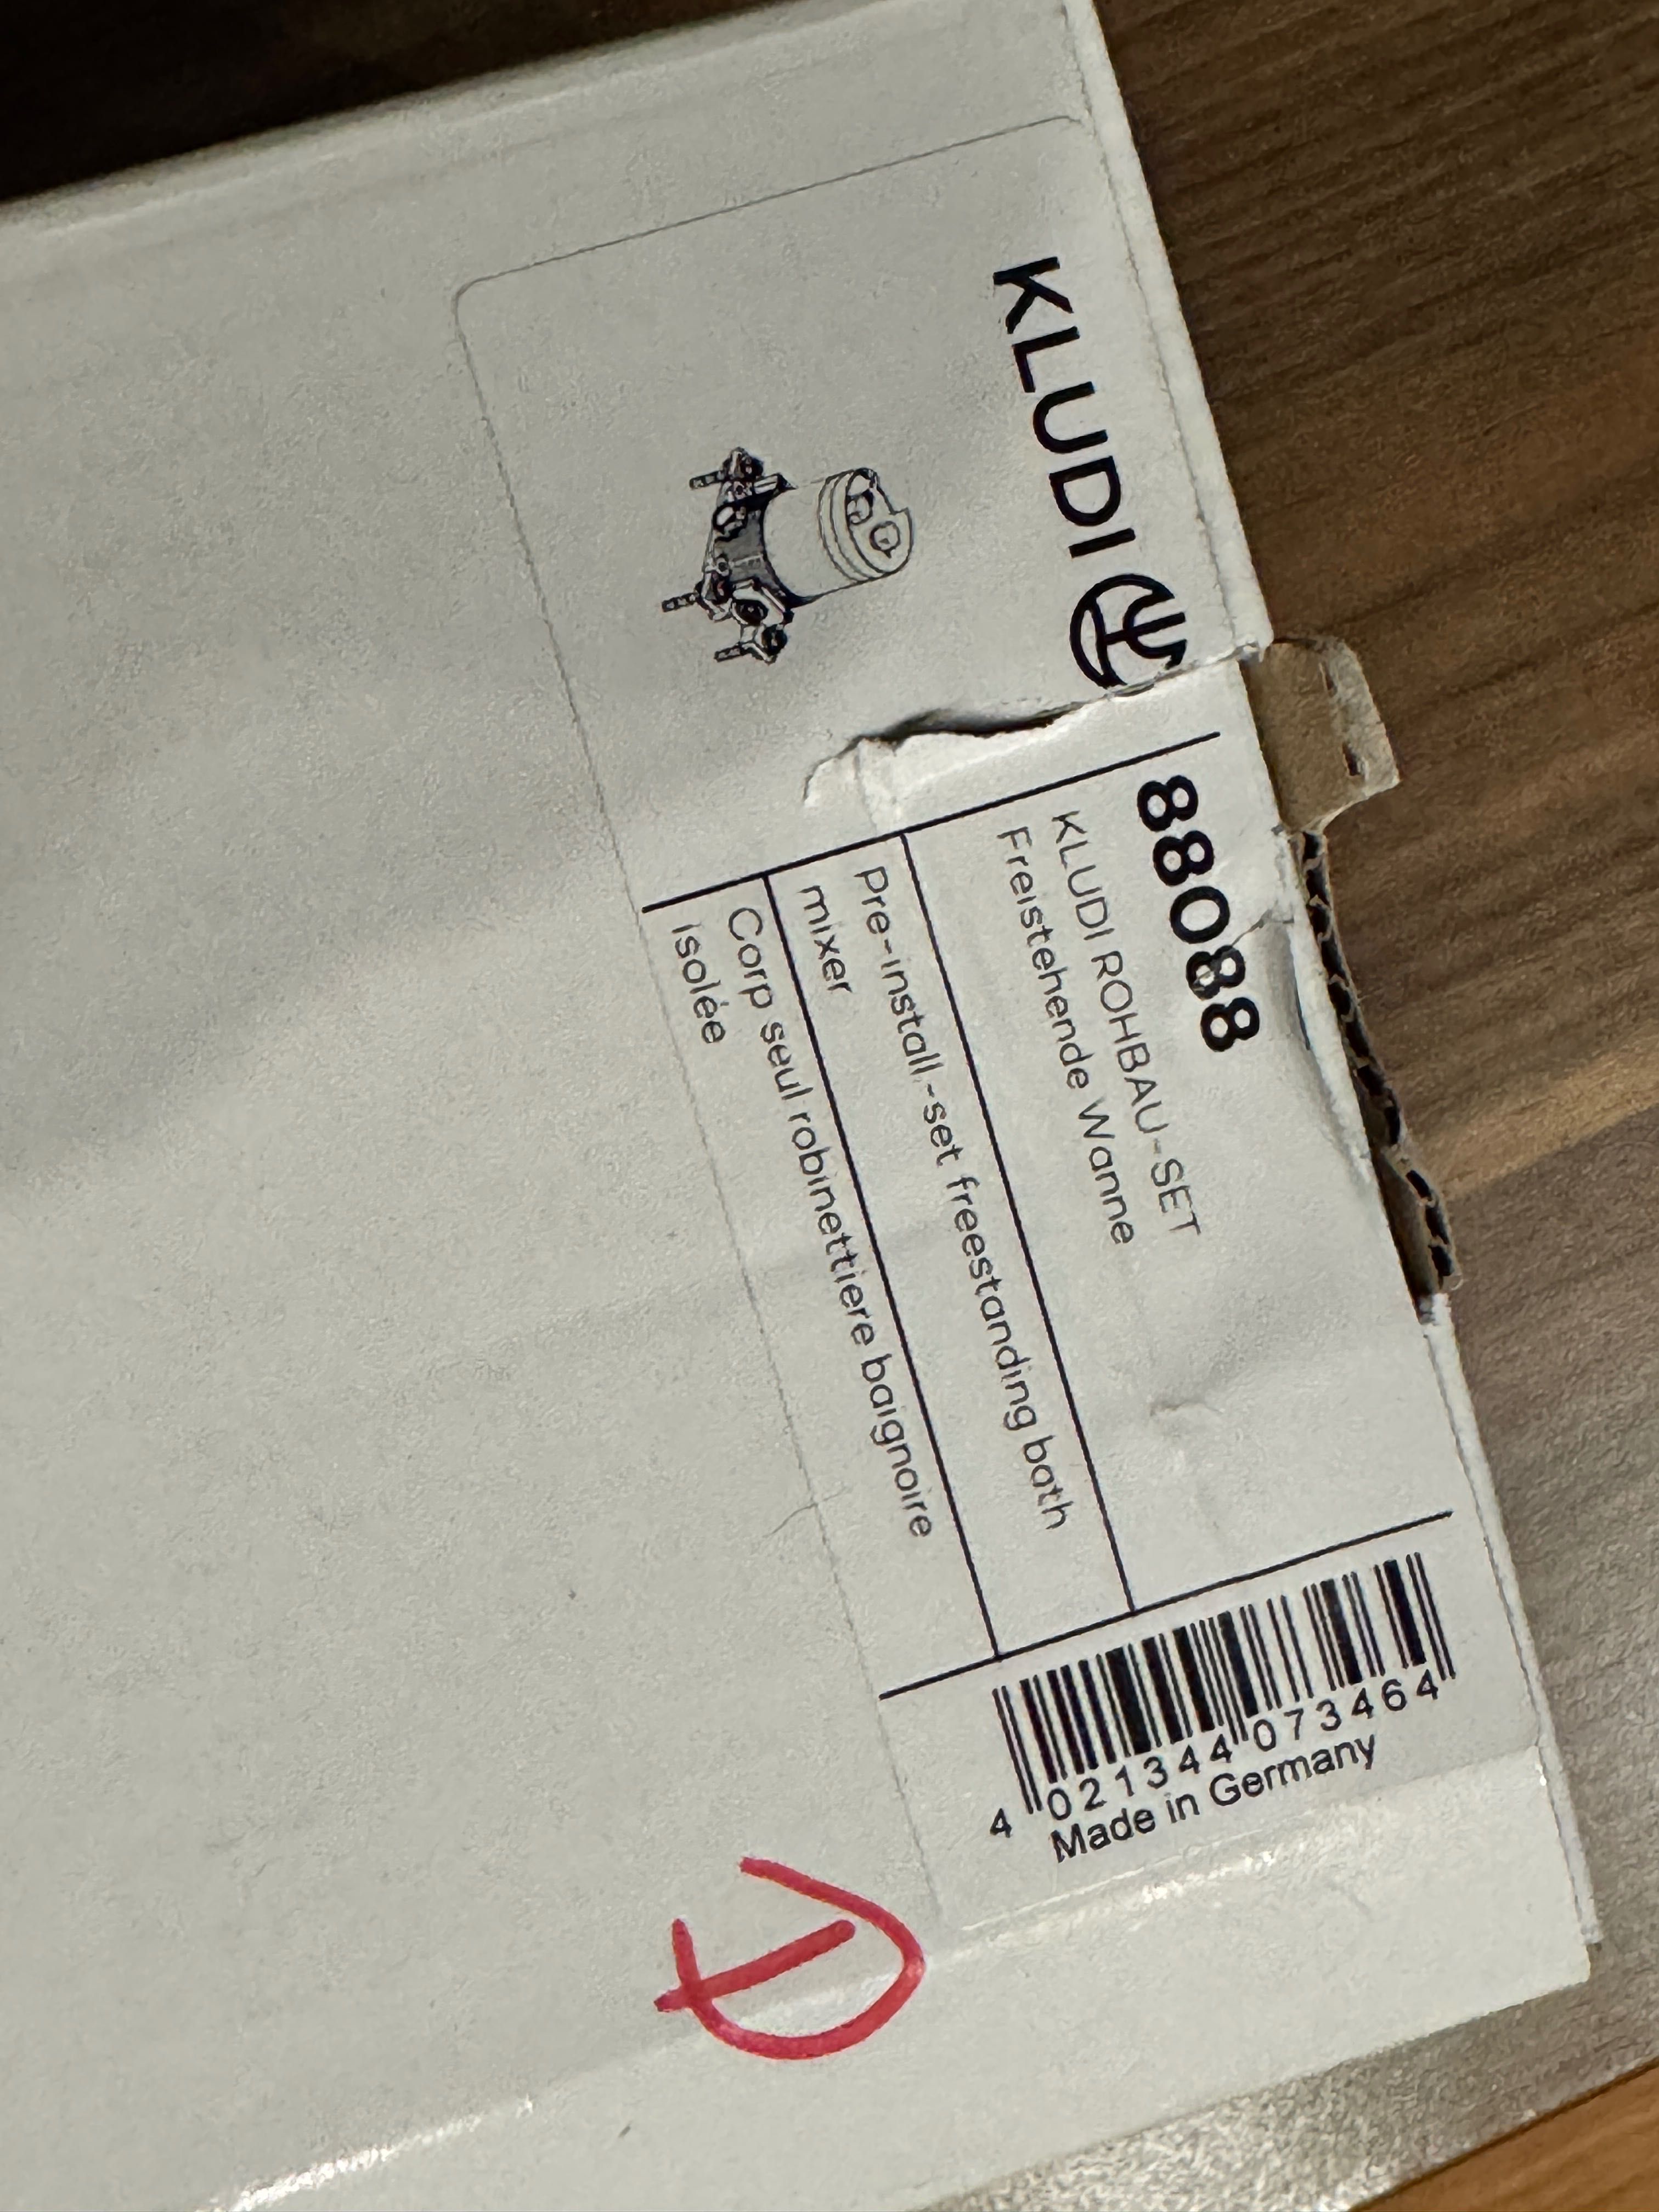 KLUDI
88088
KLUDI ROHBAU-SET
Freistehende Wanne
Pre-install.-set freestanding bath
mixer
Corp seul robinettiere baignoire
isolée
4 021344 073464
Made in Germany